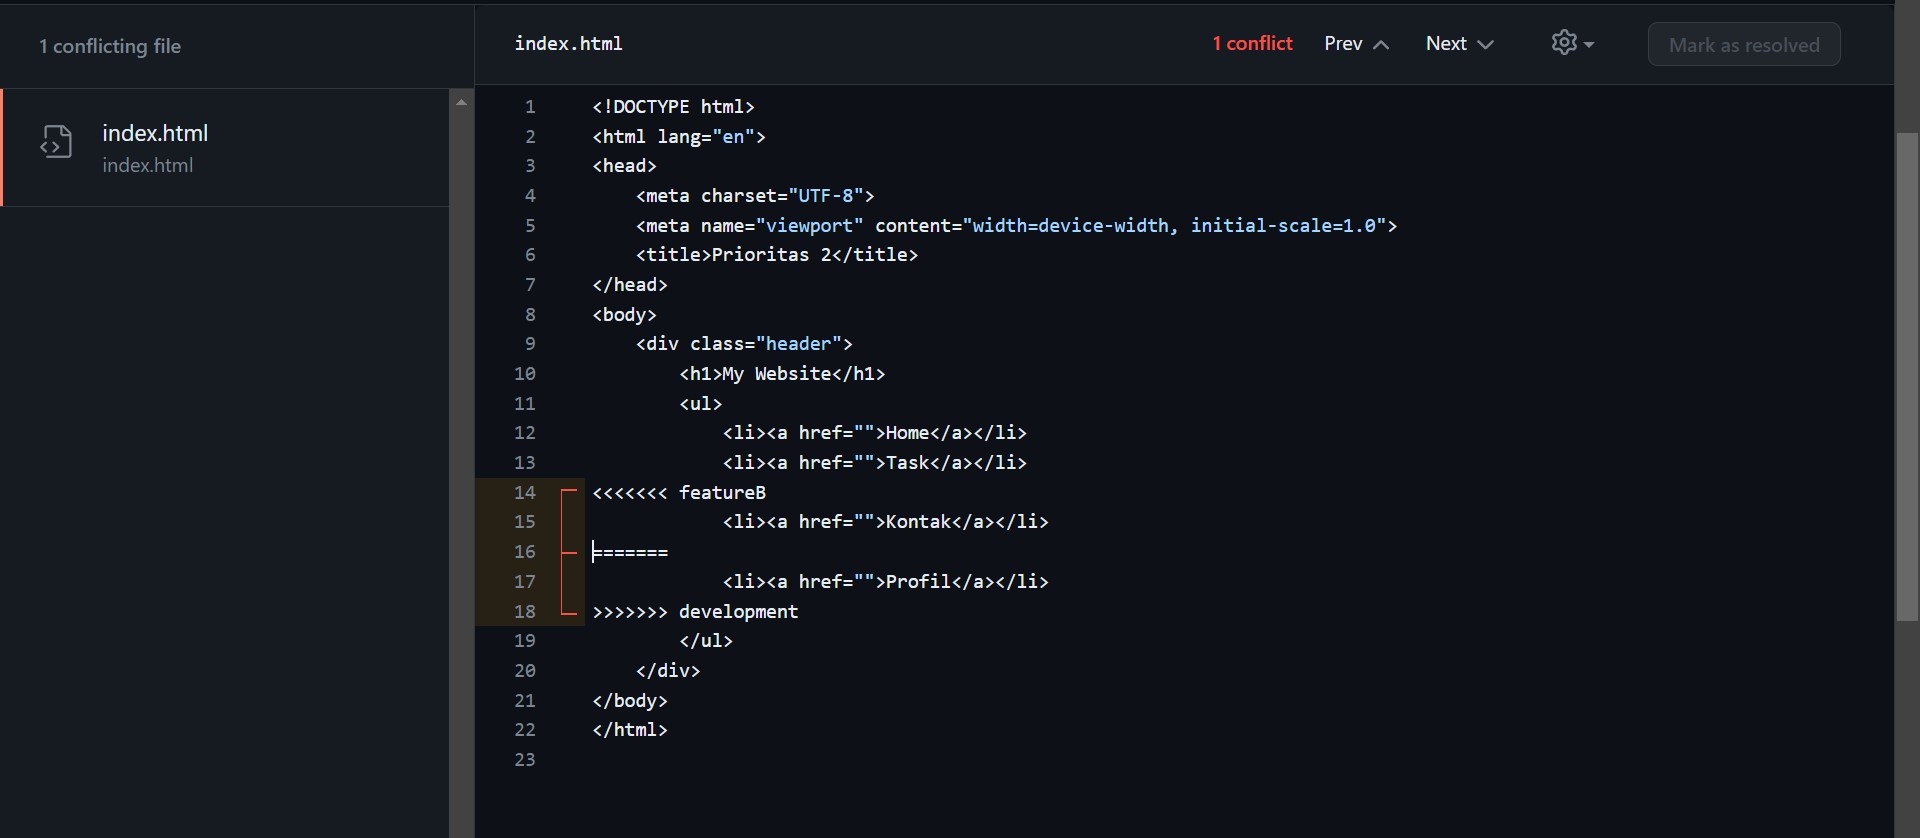 1 conflicting file
index.html
index.html
index.html
1 conflict Prev Next Mark as resolved
1 <!DOCTYPE html>
2 <html lang="en">
3 <head>
4     <meta charset="UTF-8">
5     <meta name="viewport" content="width=device-width, initial-scale=1.0">
6     <title>Prioritas 2</title>
7 </head>
8 <body>
9     <div class="header">
10         <h1>My Website</h1>
11         <ul>
12             <li><a href="">Home</a></li>
13             <li><a href="">Task</a></li>
14 <<<<<<< featureB
15             <li><a href="">Kontak</a></li>
16 =======
17             <li><a href="">Profil</a></li>
18 >>>>>>> development
19         </ul>
20     </div>
21 </body>
22 </html>
23